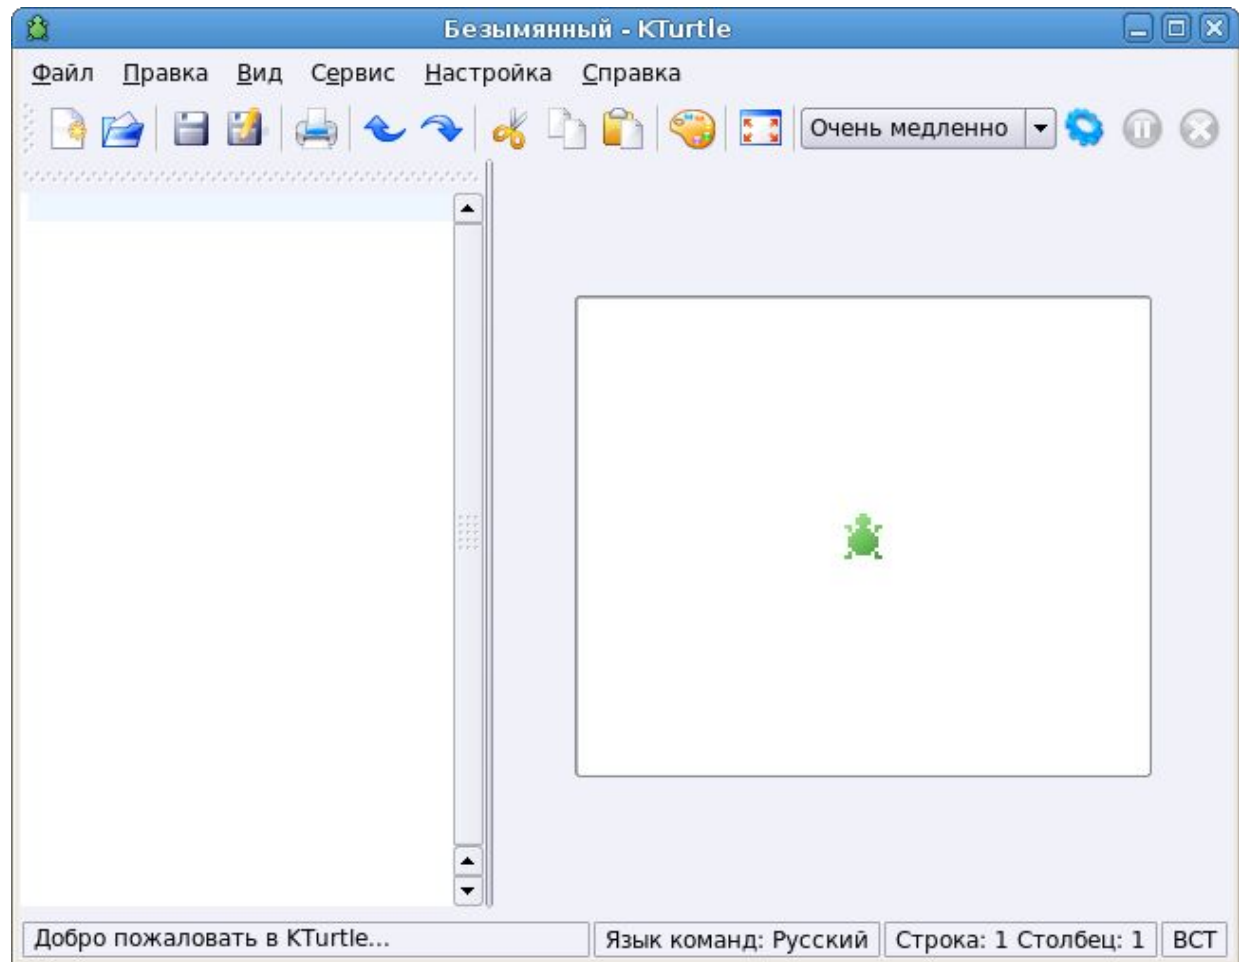 Безымянный - KTurtle
Файл Правка Вид Сервис Настройка Справка
Очень медленно
Добро пожаловать в KTurtle...
Язык команд: Русский
Строка: 1 Столбец: 1
ВСТ